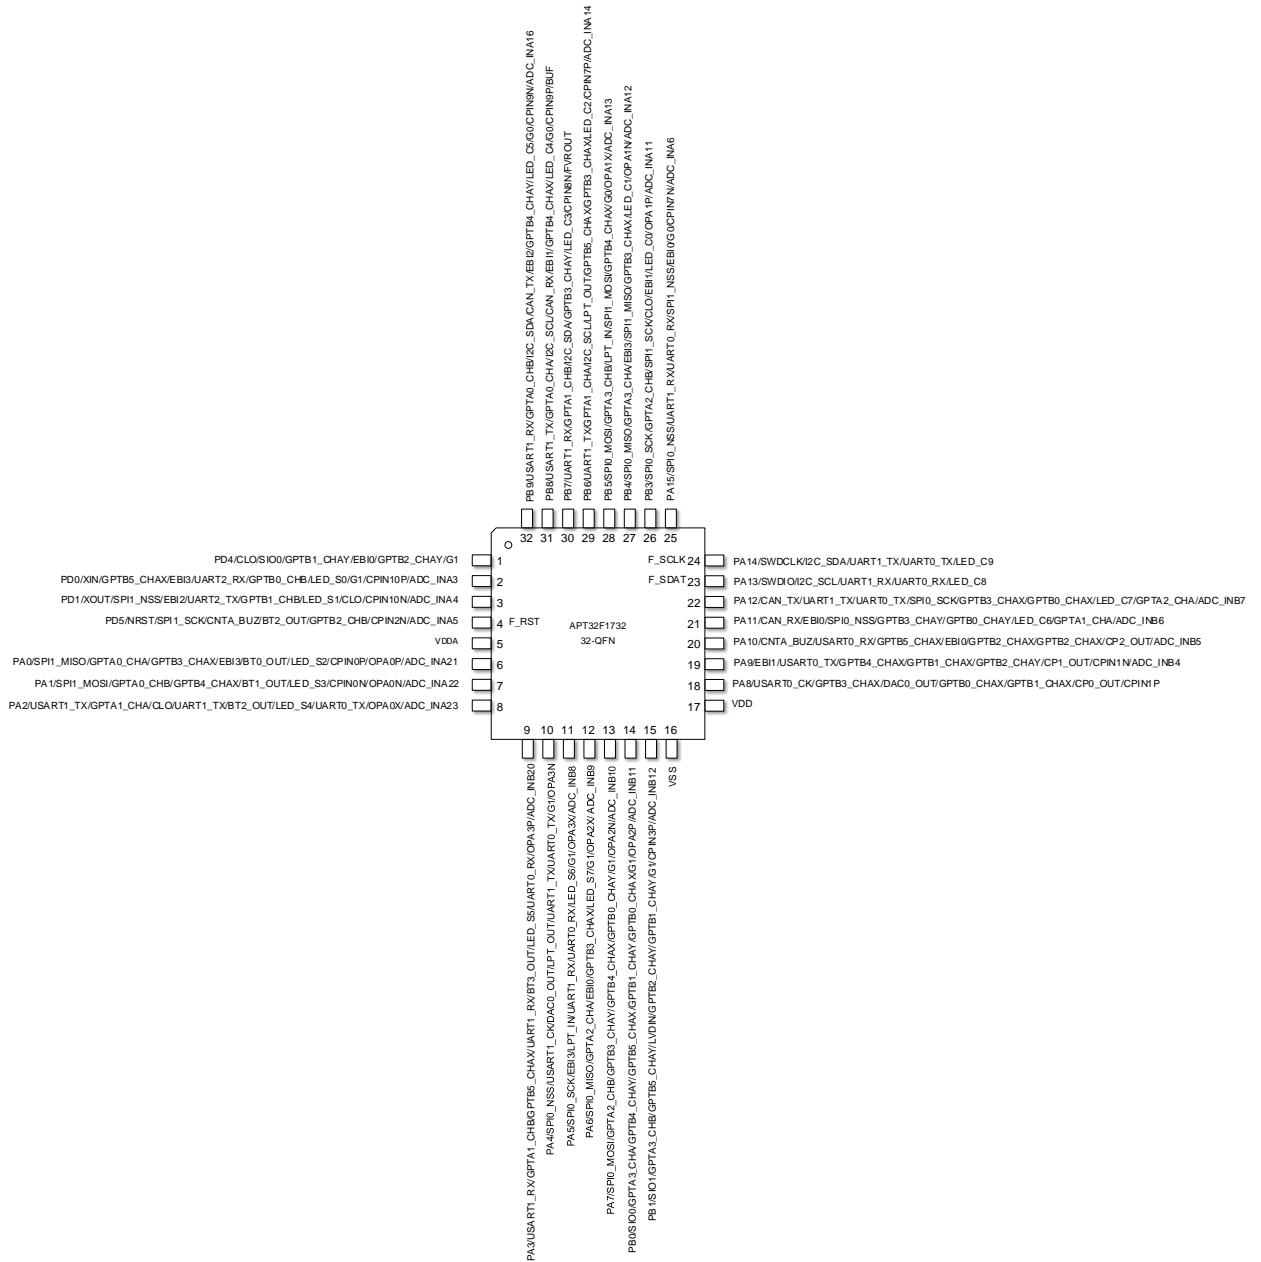 PB9/USART1_RX/GPTA0_CHB/I2C_SDA/CAN_TX/EBI2/GPTB4_CHAY/LED_C5/G0/CPIN9N/ADC_INA16
PB8/USART1_TX/GPTA0_CHA/I2C_SCL/CAN_RX/EBI1/GPTB4_CHAX/LED_C4/G0/CPIN9P/BUF
PB7/UART1_RX/GPTA1_CHB/I2C_SDA/GPTB3_CHAY/LED_C3/CPIN8N/FVROUT
PB6/UART1_TX/GPTA1_CHA/I2C_SCL/LPT_OUT/GPTB5_CHAX/GPTB3_CHAX/LED_C2/CPIN7P/ADC_INA14
PB5/SPI0_MOSI/GPTA3_CHB/LPT_IN/SPI1_MOSI/GPTB4_CHAX/G0/OPA1X/ADC_INA13
PB4/SPI0_MISO/GPTA3_CHA/EBI3/SPI1_MISO/GPTB3_CHAX/LED_C1/OPA1N/ADC_INA12
PB3/SPI0_SCK/GPTA2_CHB/SPI1_SCK/CLO/EBI1/LED_C0/OPA1P/ADC_INA11
PA15/SPI0_NSS/UART1_RX/UART0_RX/SPI1_NSS/EBI0/G0/CPIN7N/ADC_INA6
32 31 30 29 28 27 26 25
PD4/CLO/SIO0/GPTB1_CHAY/EBI0/GPTB2_CHAY/G1 1
PD0/XIN/GPTB5_CHAX/EBI3/UART2_RX/GPTB0_CHB/LED_S0/G1/CPIN10P/ADC_INA3 2
PD1/XOUT/SPI1_NSS/EBI2/UART2_TX/GPTB1_CHB/LED_S1/CLO/CPIN10N/ADC_INA4 3
PD5/NRST/SPI1_SCK/CNTA_BUZ/BT2_OUT/GPTB2_CHB/CPIN2N/ADC_INA5 4 F_RST
VDDA 5
PA0/SPI1_MISO/GPTA0_CHA/GPTB3_CHAX/EBI3/BT0_OUT/LED_S2/CPIN0P/OPA0P/ADC_INA21 6
PA1/SPI1_MOSI/GPTA0_CHB/GPTB4_CHAX/BT1_OUT/LED_S3/CPIN0N/OPA0N/ADC_INA22 7
PA2/USART1_TX/GPTA1_CHA/CLO/UART1_TX/BT2_OUT/LED_S4/UART0_TX/OPA0X/ADC_INA23 8
APT32F1732
32-QFN
F_SCLK 24 PA14/SWDCLK/I2C_SDA/UART1_TX/UART0_TX/LED_C9
F_SDAT 23 PA13/SWDIO/I2C_SCL/UART1_RX/UART0_RX/LED_C8
22 PA12/CAN_TX/UART1_TX/UART0_TX/SPI0_SCK/GPTB3_CHAX/GPTB0_CHAX/LED_C7/GPTA2_CHA/ADC_INB7
21 PA11/CAN_RX/EBI0/SPI0_NSS/GPTB3_CHAY/GPTB0_CHAY/LED_C6/GPTA1_CHA/ADC_INB6
20 PA10/CNTA_BUZ/USART0_RX/GPTB5_CHAX/EBI0/GPTB2_CHAX/GPTB2_CHAX/CP2_OUT/ADC_INB5
19 PA9/EBI1/USART0_TX/GPTB4_CHAX/GPTB1_CHAX/GPTB2_CHAY/CP1_OUT/CPIN1N/ADC_INB4
18 PA8/USART0_CK/GPTB3_CHAX/DAC0_OUT/GPTB0_CHAX/GPTB1_CHAX/CP0_OUT/CPIN1P
17 VDD
9 10 11 12 13 14 15 16
PA3/USART1_RX/GPTA1_CHB/GPTB5_CHAX/UART1_RX/BT3_OUT/LED_S5/UART0_RX/OPA3P/ADC_INB20
PA4/SPI0_NSS/USART1_CK/DAC0_OUT/LPT_OUT/UART1_TX/UART0_TX/G1/OPA3N
PA5/SPI0_SCK/EBI3/LPT_IN/UART1_RX/UART0_RX/LED_S6/G1/OPA3X/ADC_INB8
PA6/SPI0_MISO/GPTA2_CHA/EBI0/GPTB3_CHAX/LED_S7/G1/OPA2X/ADC_INB9
PA7/SPI0_MOSI/GPTA2_CHB/GPTB3_CHAY/GPTB4_CHAX/GPTB0_CHAY/G1/OPA2N/ADC_INB10
PB0/SIO0/GPTA3_CHA/GPTB4_CHAY/GPTB5_CHAX/GPTB1_CHAY/GPTB0_CHAX/G1/OPA2P/ADC_INB11
PB1/SIO1/GPTA3_CHB/GPTB5_CHAY/LVDIN/GPTB2_CHAY/GPTB1_CHAY/G1/CPIN3P/ADC_INB12
VSS